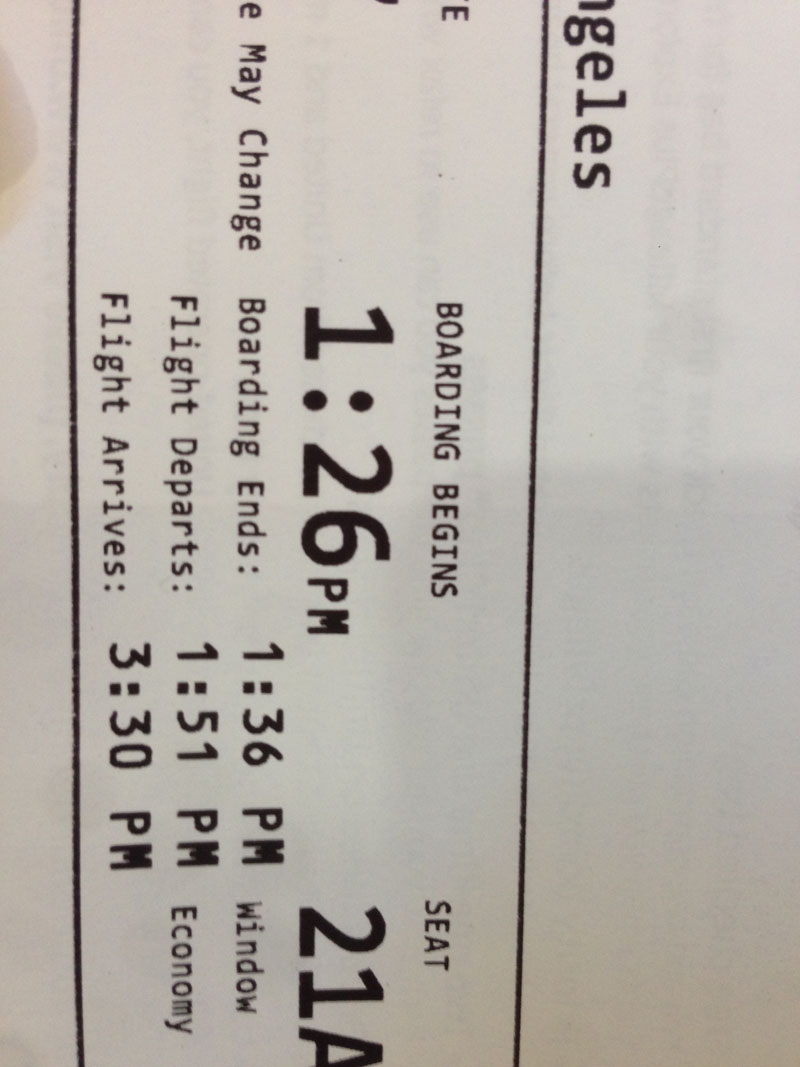 ngeles
TE BOARDING BEGINS SEAT
1:26PM 21A
e May Change Boarding Ends: 1:36 PM Window
Flight Departs: 1:51 PM Economy
Flight Arrives: 3:30 PM